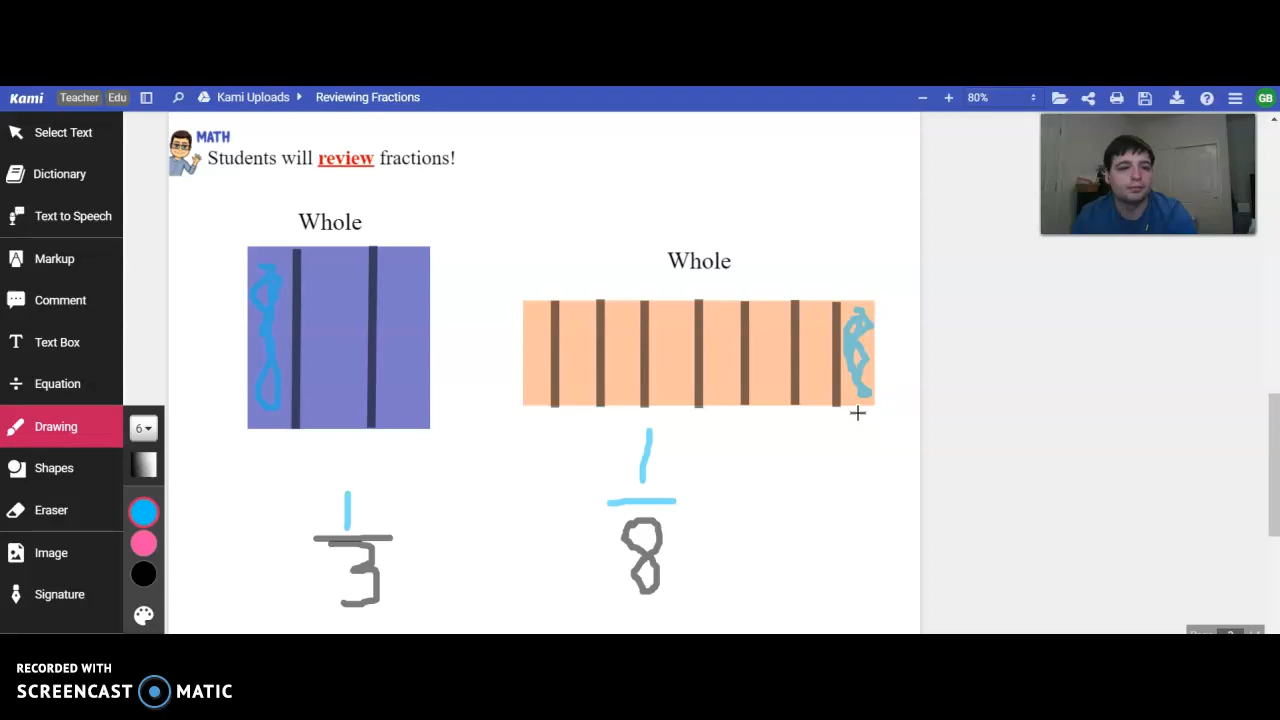 Kami Teacher Edu Kami Uploads Reviewing Fractions 80% GB
Select Text
Dictionary
Text to Speech
Markup
Comment
Text Box
Equation
Drawing
Shapes
Eraser
Image
Signature
6
MATH
Students will review fractions!
Whole
Whole
1
3
1
8
RECORDED WITH
SCREENCAST MATIC